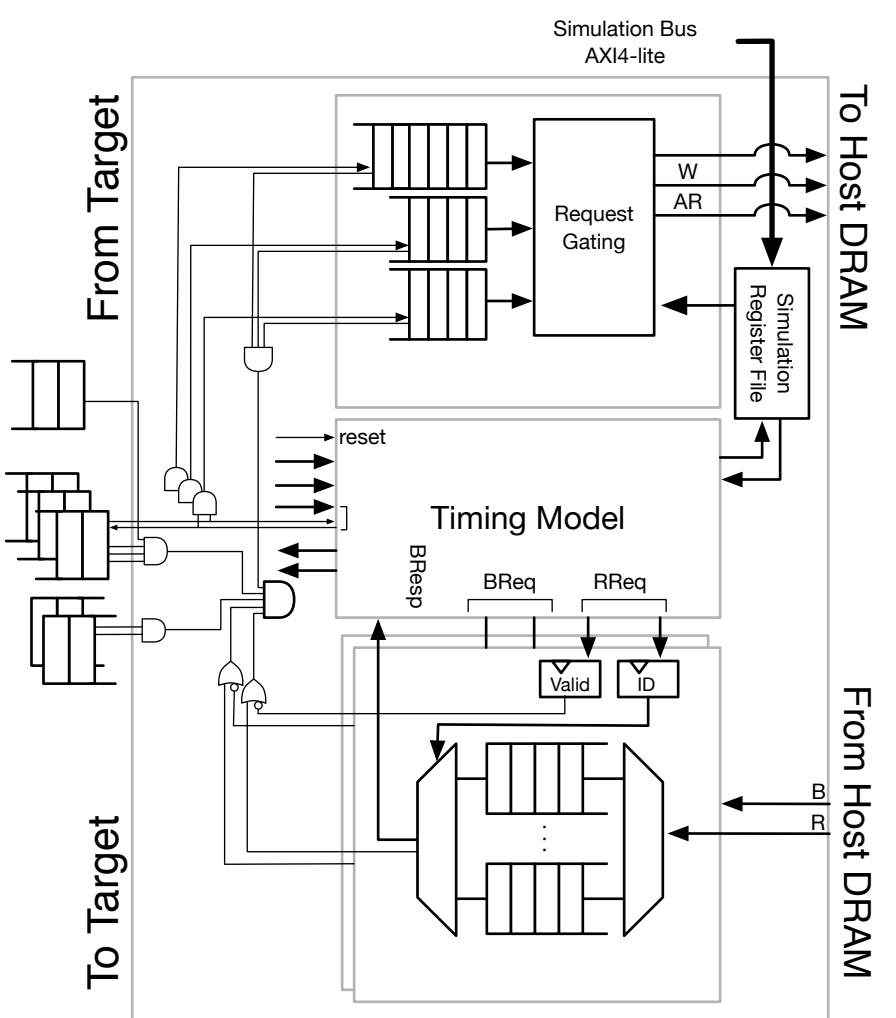 Simulation Bus
AXI4-lite
From Target
To Host DRAM
W
AR
Request
Gating
Simulation
Register File
reset
Timing Model
BResp
BReq
RReq
Valid
ID
B
R
To Target
From Host DRAM